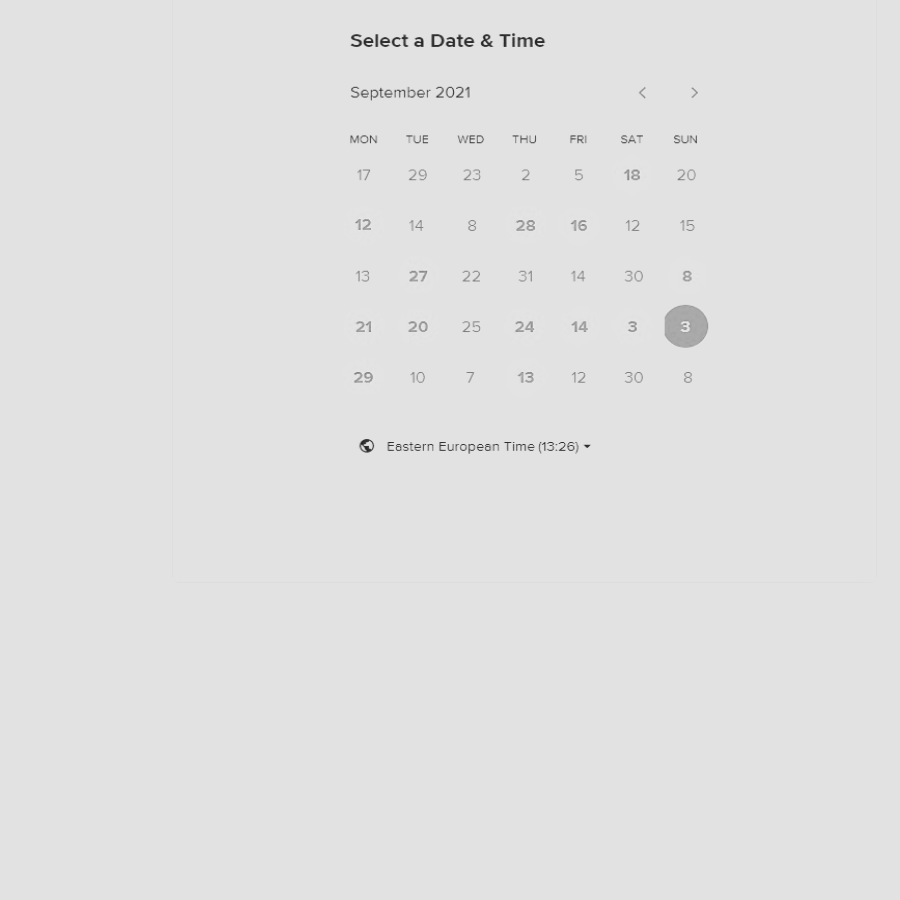 Select a Date & Time
September 2021
MON TUE WED THU FRI SAT SUN
17 29 23 2 5 18 20
12 14 8 28 16 12 15
13 27 22 31 14 30 8
21 20 25 24 14 3 3
29 10 7 13 12 30 8
Eastern European Time (13:26)